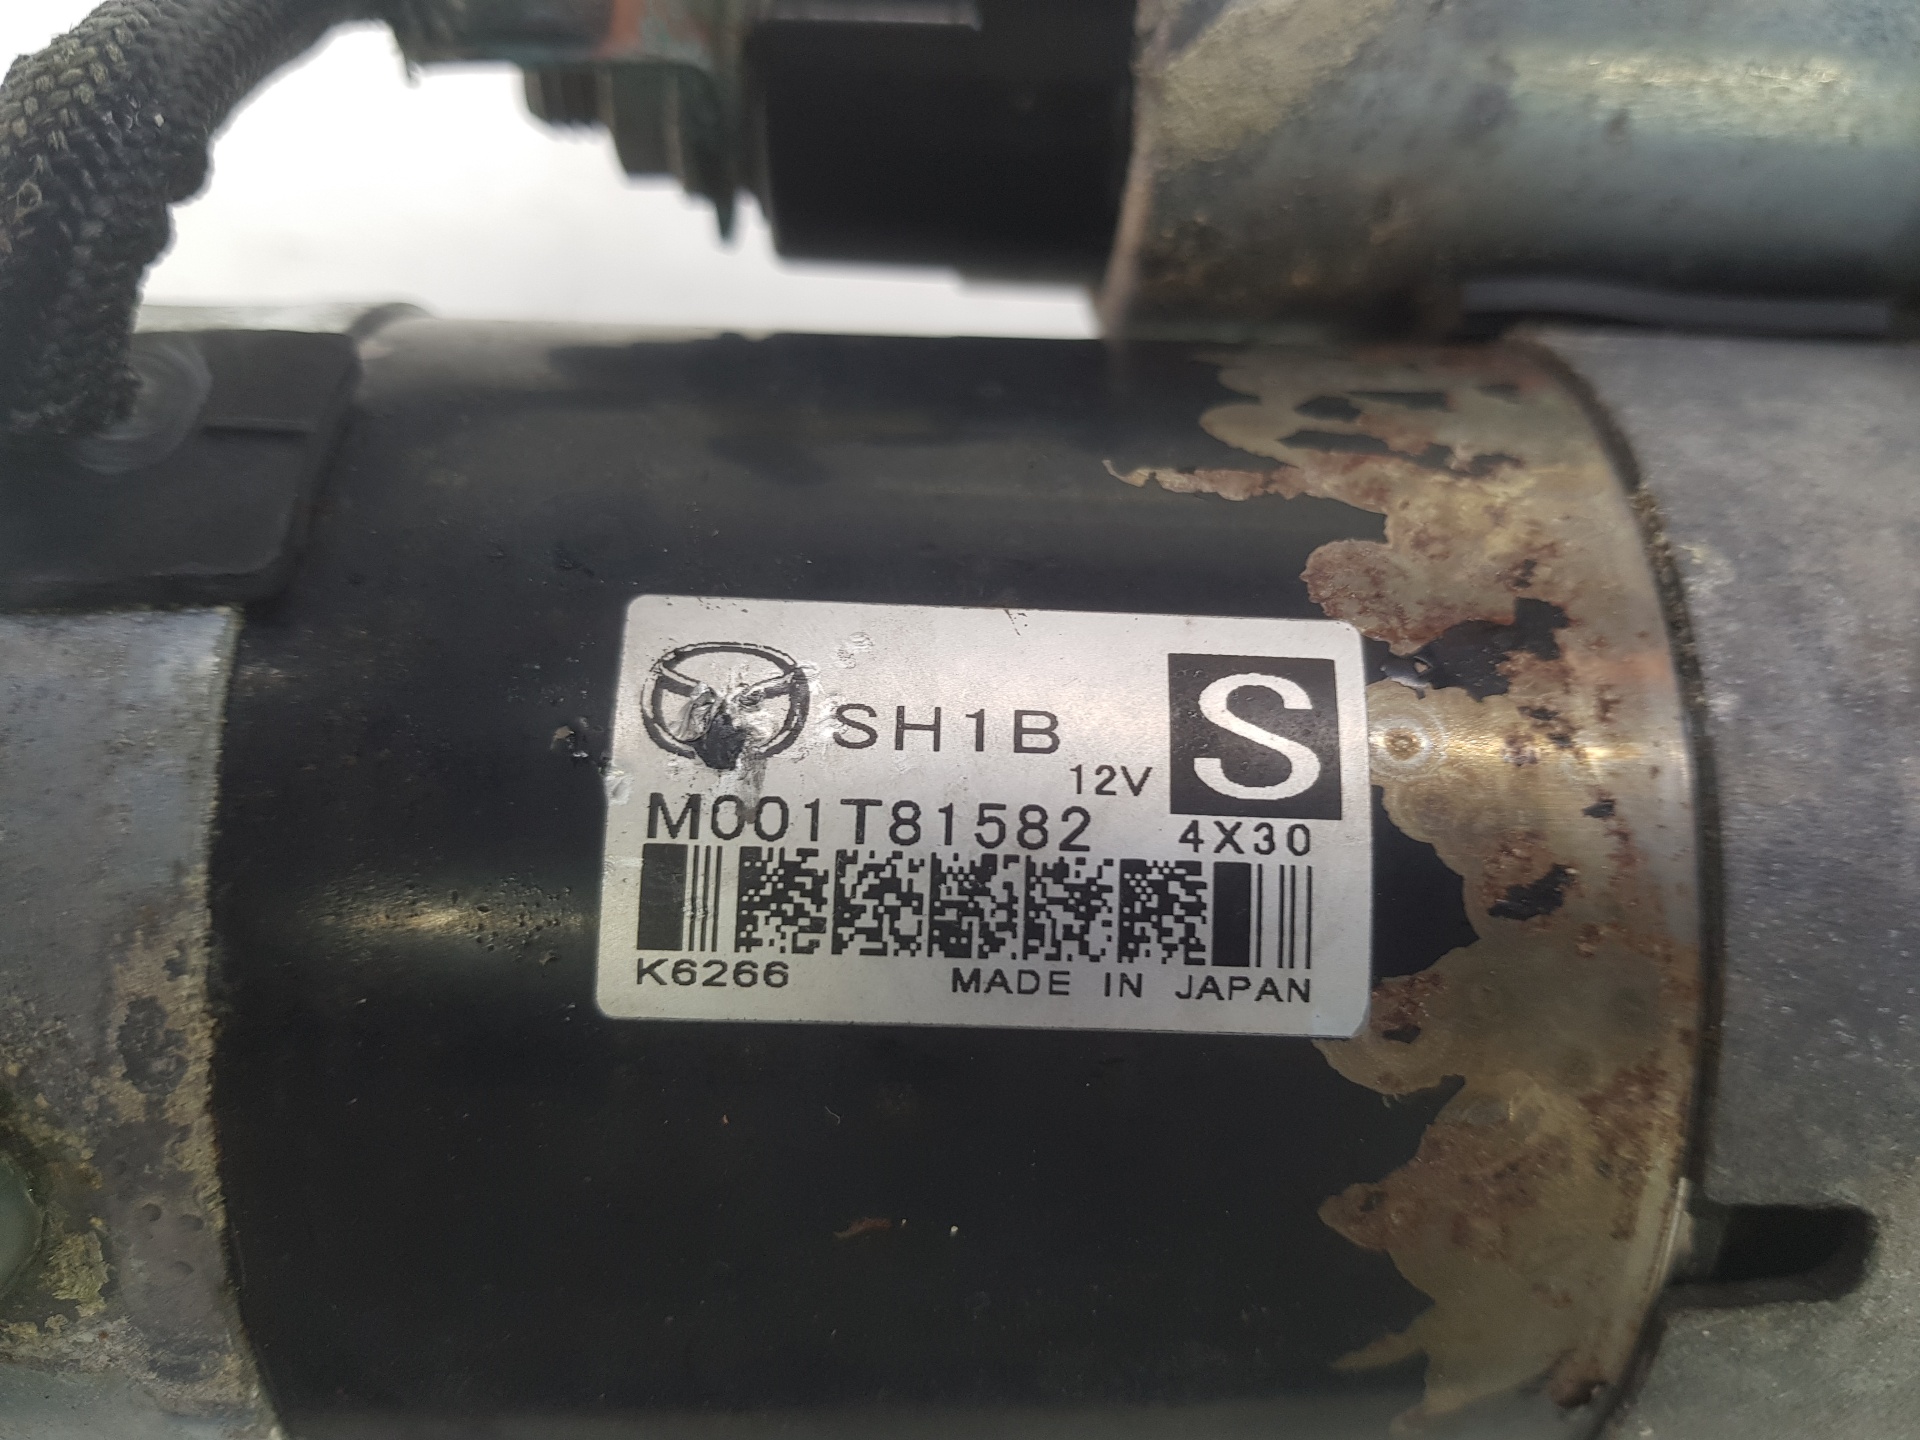 SH1B
S
12V
M001T81582
4X30
K6266
MADE IN JAPAN